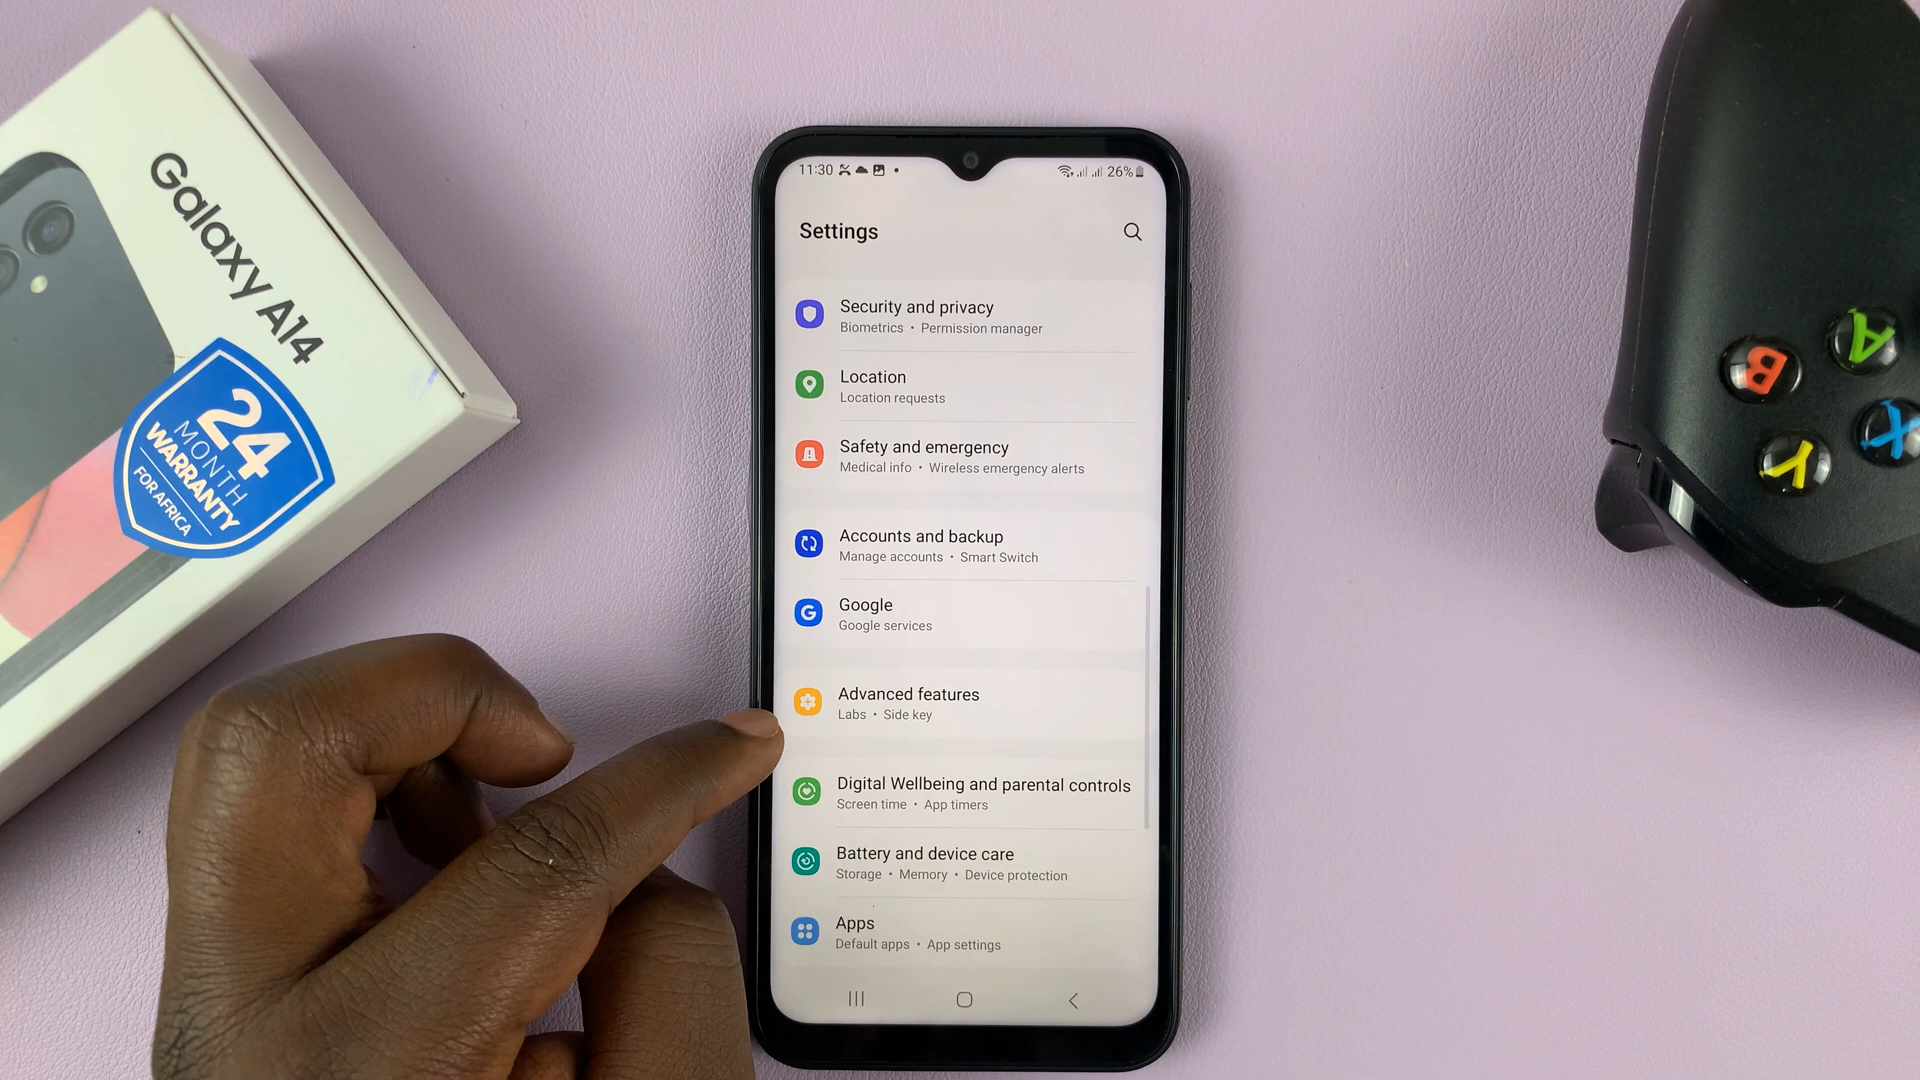 Galaxy A14
24
MONTH
WARRANTY
FOR AFRICA
11:30
26%
Settings
Security and privacy
Biometrics • Permission manager
Location
Location requests
Safety and emergency
Medical info • Wireless emergency alerts
Accounts and backup
Manage accounts • Smart Switch
Google
Google services
Advanced features
Labs • Side key
Digital Wellbeing and parental controls
Screen time • App timers
Battery and device care
Storage • Memory • Device protection
Apps
Default apps • App settings
A
B
X
Y